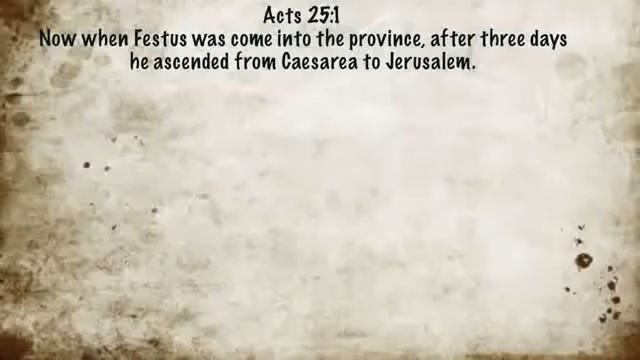 Acts 25:1
Now when Festus was come into the province, after three days
he ascended from Caesarea to Jerusalem.